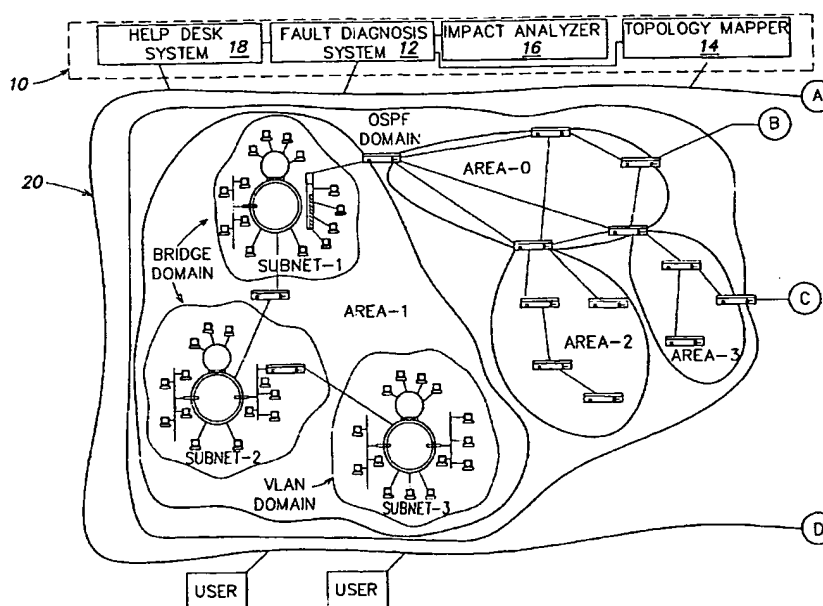 HELP DESK
SYSTEM 18
FAULT DIAGNOSIS
SYSTEM 12
IMPACT ANALYZER
16
TOPOLOGY MAPPER
14
10
A
OSPF
DOMAIN
B
AREA-0
20
BRIDGE
DOMAIN
SUBNET-1
AREA-1
C
AREA-2
AREA-3
SUBNET-2
VLAN
DOMAIN
SUBNET-3
D
USER
USER